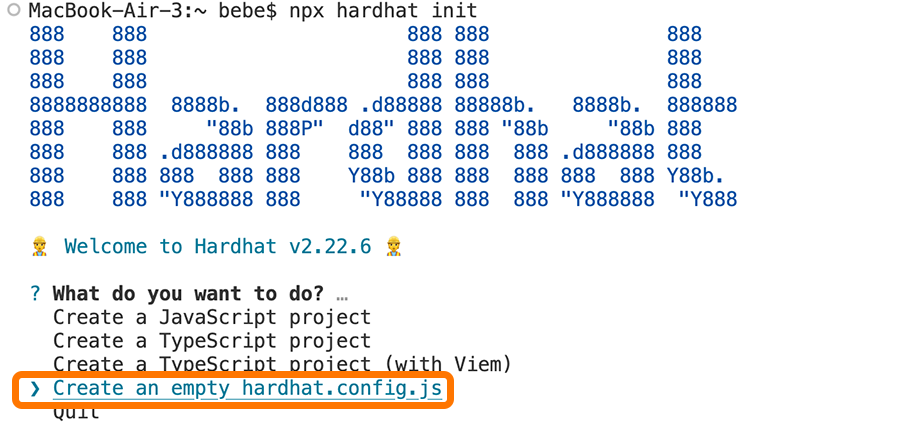 MacBook-Air-3:~ bebe$ npx hardhat init
888    888                      888 888               888
888    888                      888 888               888
888    888                      888 888               888
8888888888  8888b.  888d888 .d88888 88888b.   8888b.  888888
888    888     "88b 888P"  d88" 888 888 "88b     "88b 888
888    888 .d888888 888    888  888 888  888 .d888888 888
888    888 888  888 888    Y88b 888 888  888 888  888 Y88b.
888    888 "Y888888 888     "Y88888 888  888 "Y888888  "Y888
👷 Welcome to Hardhat v2.22.6 👷
? What do you want to do? …
Create a JavaScript project
Create a TypeScript project
Create a TypeScript project (with Viem)
❯ Create an empty hardhat.config.js
Quit